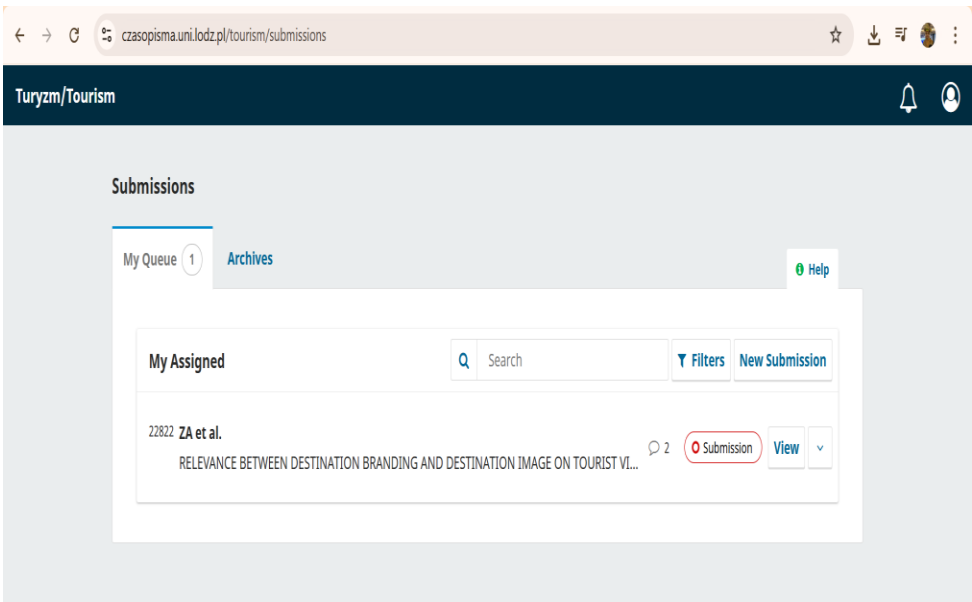 czasopisma.uni.lodz.pl/tourism/submissions
Turyzm/Tourism
Submissions
My Queue 1 Archives
Help
My Assigned Search Filters New Submission
22822 ZA et al.
RELEVANCE BETWEEN DESTINATION BRANDING AND DESTINATION IMAGE ON TOURIST VI...
2 Submission View